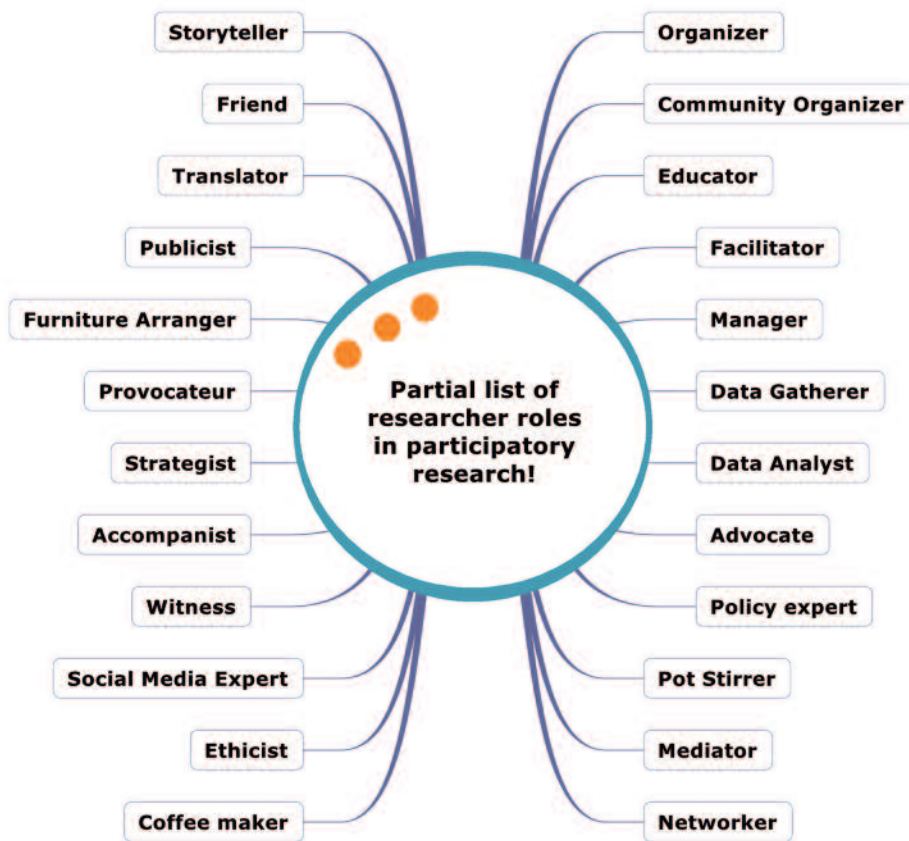 Storyteller
Friend
Translator
Publicist
Furniture Arranger
Provocateur
Strategist
Accompanist
Witness
Social Media Expert
Ethicist
Coffee maker
Partial list of
researcher roles
in participatory
research!
Organizer
Community Organizer
Educator
Facilitator
Manager
Data Gatherer
Data Analyst
Advocate
Policy expert
Pot Stirrer
Mediator
Networker